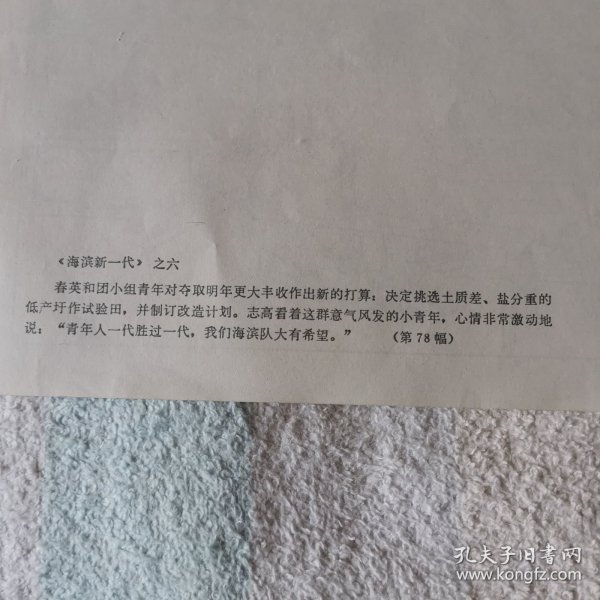 《海滨新一代》之六
春英和团小组青年对夺取明年更大丰收作出新的打算：决定挑选土质差、盐分重的
低产圩作试验田，并制订改造计划。志高看着这群意气风发的小青年，心情非常激动地
说：“青年人一代胜过一代，我们海滨队大有希望。” （第78幅）
孔夫子旧书网
www.kongfz.com